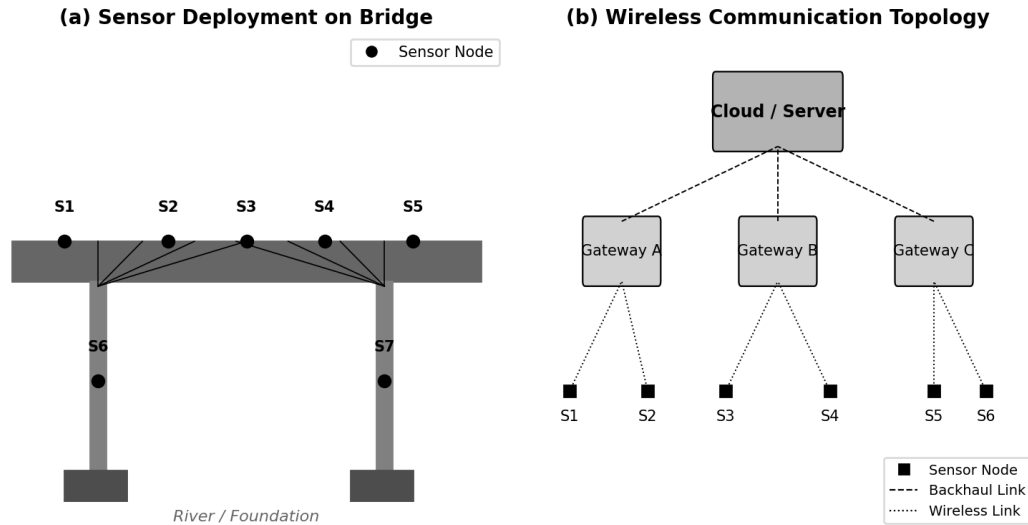 (a) Sensor Deployment on Bridge
Sensor Node
S1
S2
S3
S4
S5
S6
S7
River / Foundation
(b) Wireless Communication Topology
Cloud / Server
Gateway A
Gateway B
Gateway C
S1
S2
S3
S4
S5
S6
Sensor Node
Backhaul Link
Wireless Link